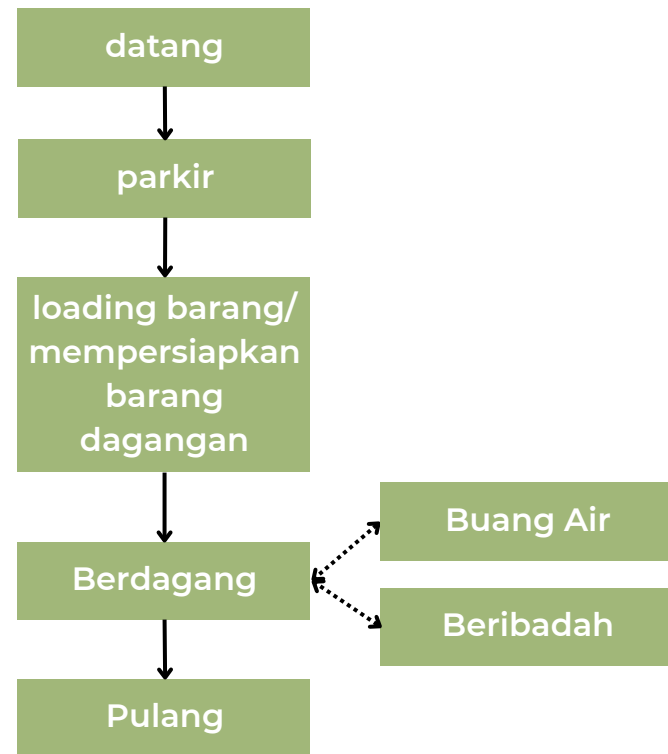 datang
parkir
loading barang/
mempersiapkan
barang
dagangan
Berdagang
Buang Air
Beribadah
Pulang